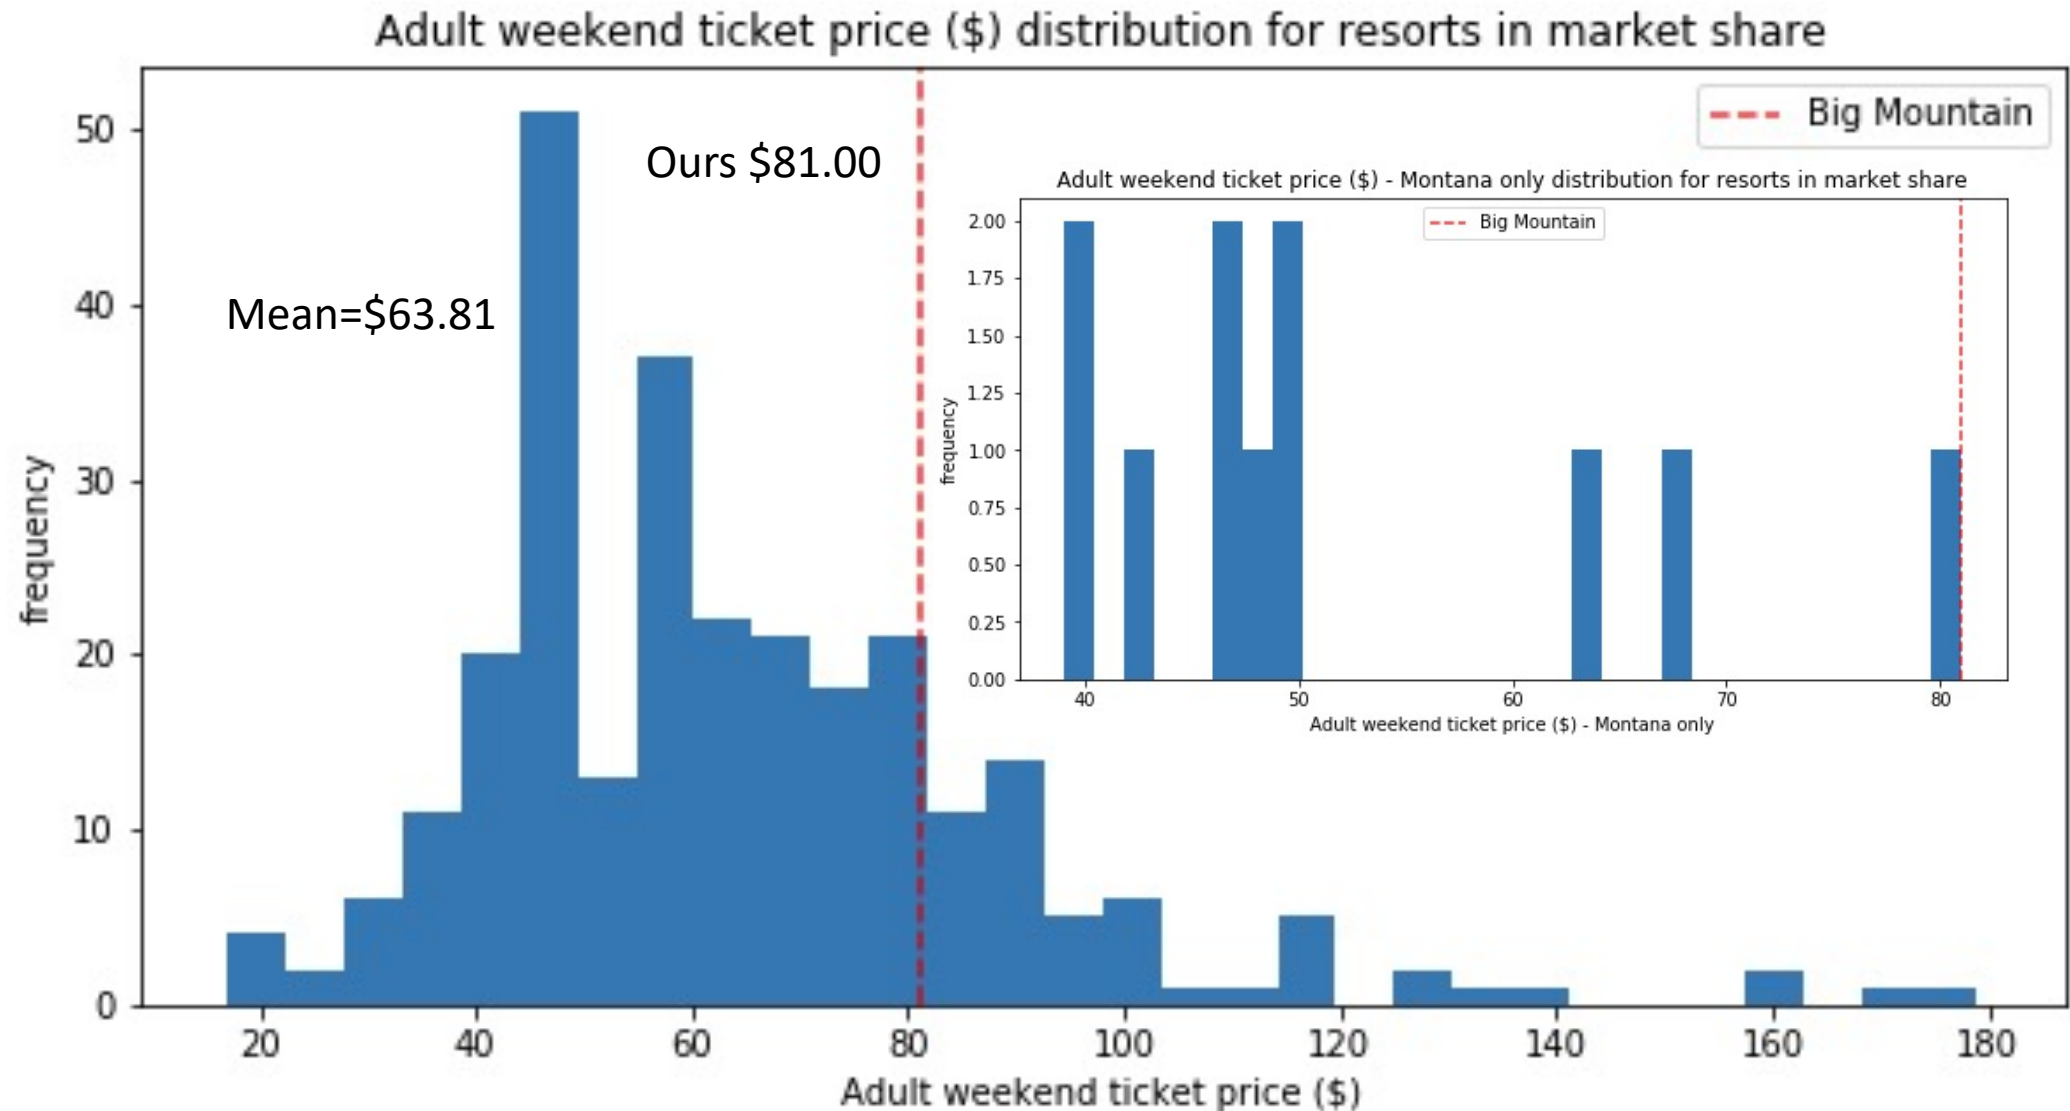 Adult weekend ticket price ($) distribution for resorts in market share
Big Mountain
Ours $81.00
Mean=$63.81
frequency
50
40
30
20
10
0
20 40 60 80 100 120 140 160 180
Adult weekend ticket price ($)
Adult weekend ticket price ($) - Montana only distribution for resorts in market share
Big Mountain
frequency
2.00
1.75
1.50
1.25
1.00
0.75
0.50
0.25
0.00
40 50 60 70 80
Adult weekend ticket price ($) - Montana only